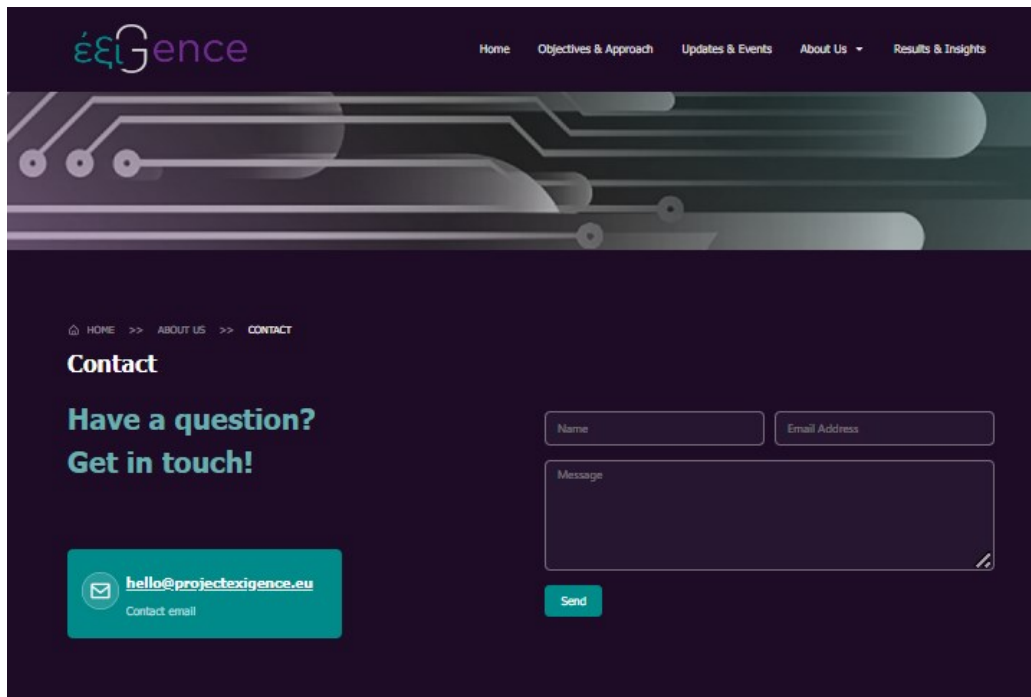 έξιGence
Home Objectives & Approach Updates & Events About Us Results & Insights
HOME >> ABOUT US >> CONTACT
Contact
Have a question?
Get in touch!
Name Email Address
Message
hello@projectexigence.eu
Contact email
Send